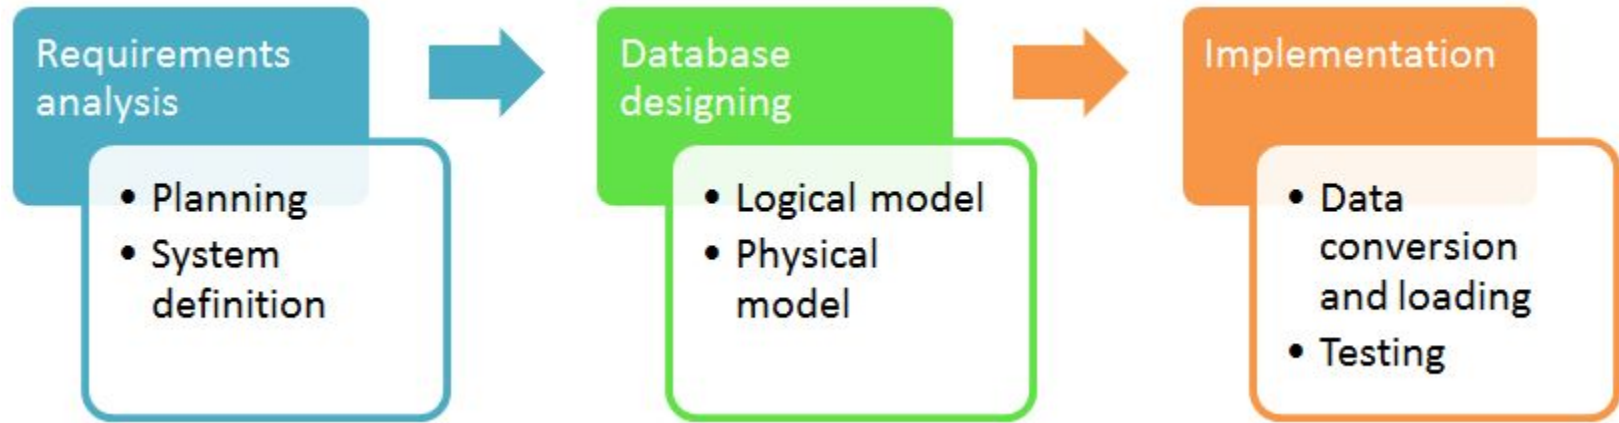 Requirements
analysis
• Planning
• System
definition
Database
designing
• Logical model
• Physical
model
Implementation
• Data
conversion
and loading
• Testing